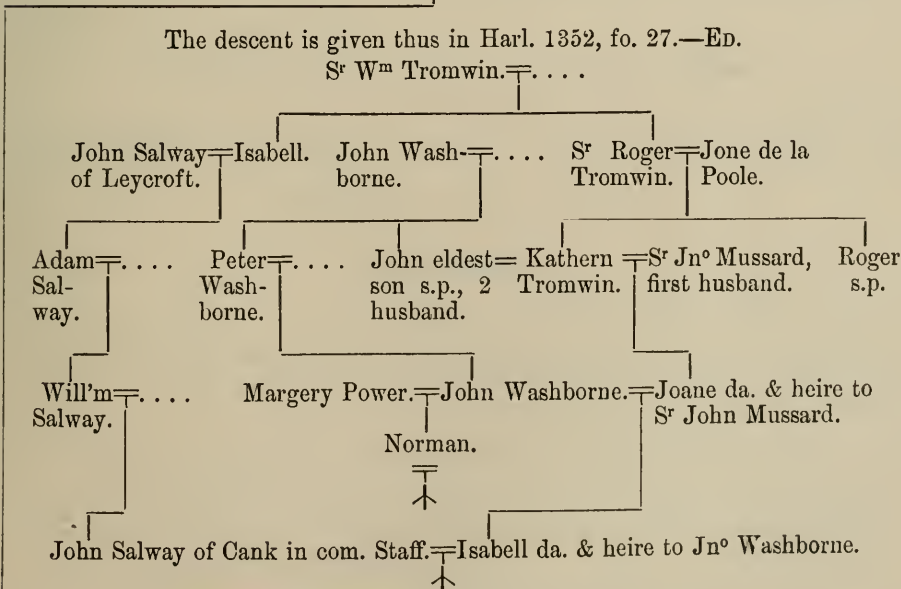 The descent is given thus in Harl. 1352, fo. 27.—ED.
Sr Wm Tromwin.=. . . .
John Salway=Isabell. John Wash-=. . . . Sr Roger=Jone de la
of Leycroft. borne. Tromwin. Poole.
Adam=. . . . Peter=. . . . John eldest= Kathern =Sr Jno Mussard, Roger
Sal- Wash- son s.p., 2 Tromwin. first husband. s.p.
way. borne. husband.
Will'm=. . . . Margery Power.=John Washborne.=Joane da. & heire to
Salway. Sr John Mussard.
Norman.
John Salway of Cank in com. Staff.=Isabell da. & heire to Jno Washborne.